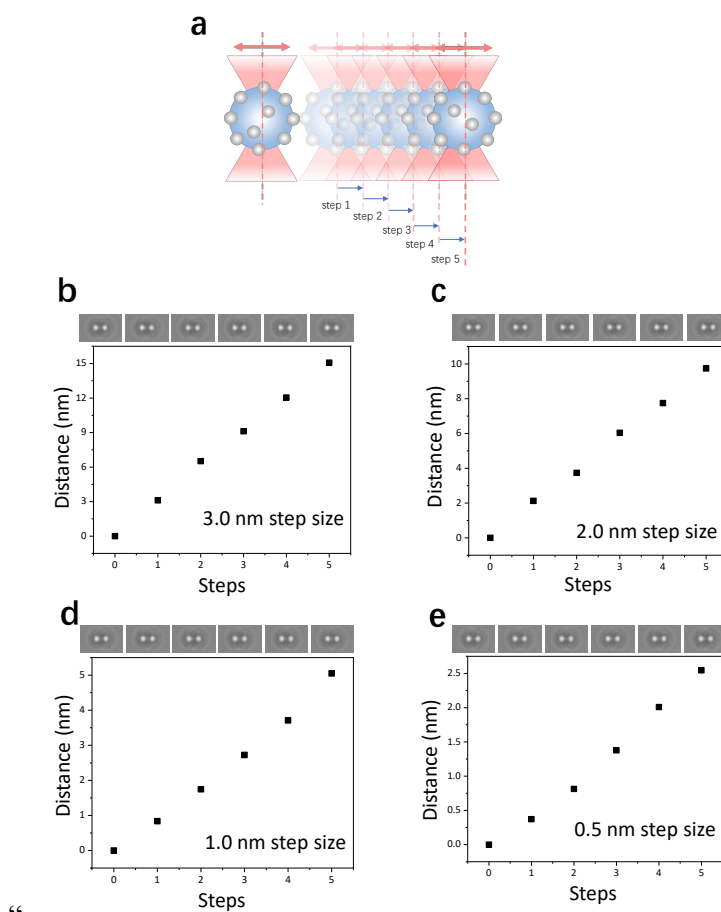 a
step 1
step 2
step 3
step 4
step 5
b
Distance (nm)
15
12
9
6
3
0
3.0 nm step size
0 1 2 3 4 5
Steps
c
Distance (nm)
10
8
6
4
2
0
2.0 nm step size
0 1 2 3 4 5
Steps
d
Distance (nm)
5
4
3
2
1
0
1.0 nm step size
0 1 2 3 4 5
Steps
e
Distance (nm)
2.5
2.0
1.5
1.0
0.5
0.0
0.5 nm step size
0 1 2 3 4 5
Steps
“